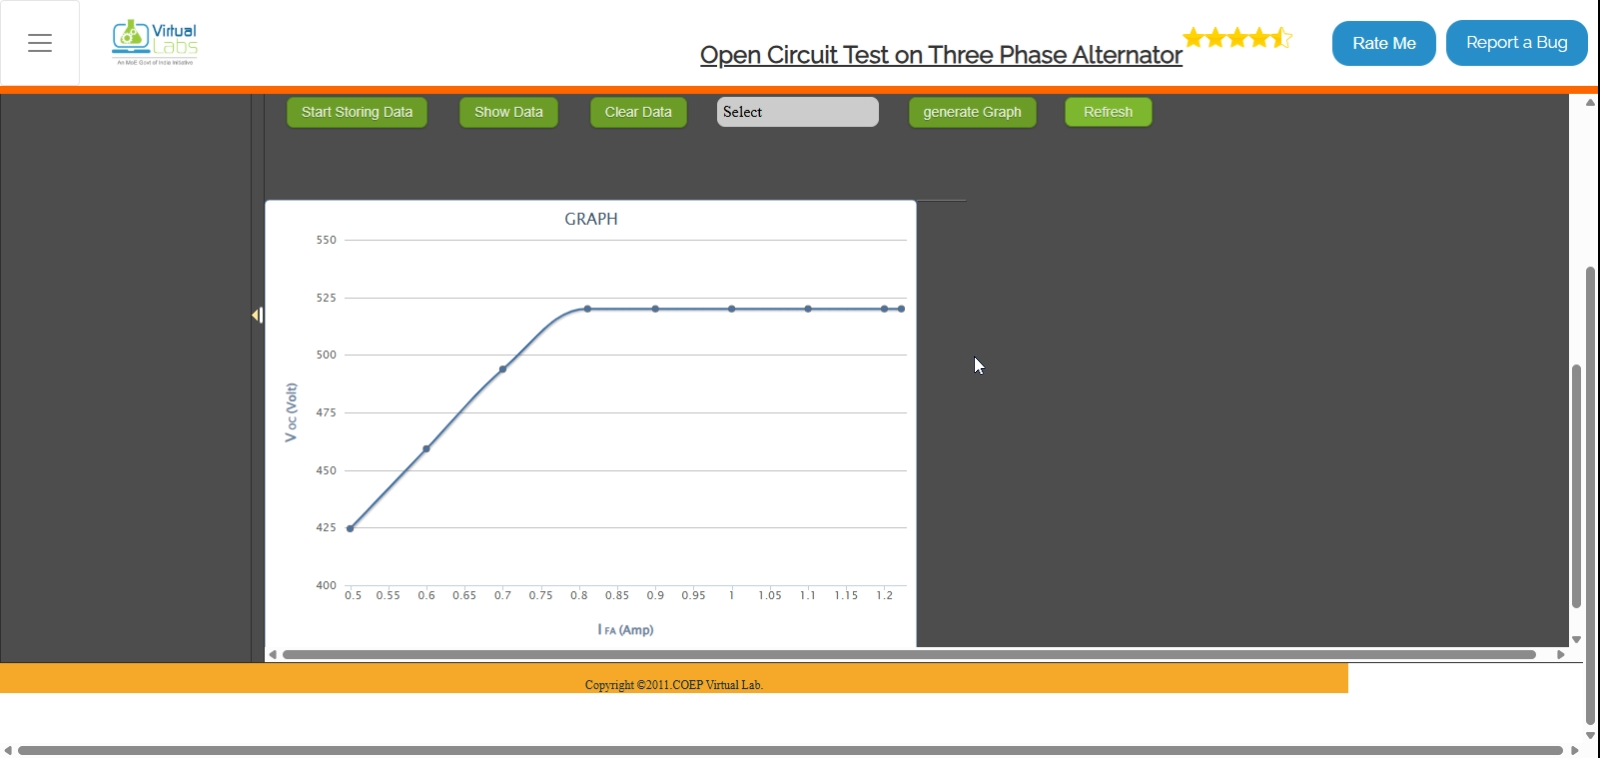 Virtual
Labs
An MoE Govt of India Initiative
Open Circuit Test on Three Phase Alternator
Rate Me
Report a Bug
Start Storing Data
Show Data
Clear Data
Select
generate Graph
Refresh
GRAPH
550
525
500
475
450
425
400
V OC (Volt)
0.5 0.55 0.6 0.65 0.7 0.75 0.8 0.85 0.9 0.95 1 1.05 1.1 1.15 1.2
I FA (Amp)
Copyright ©2011.COEP Virtual Lab.